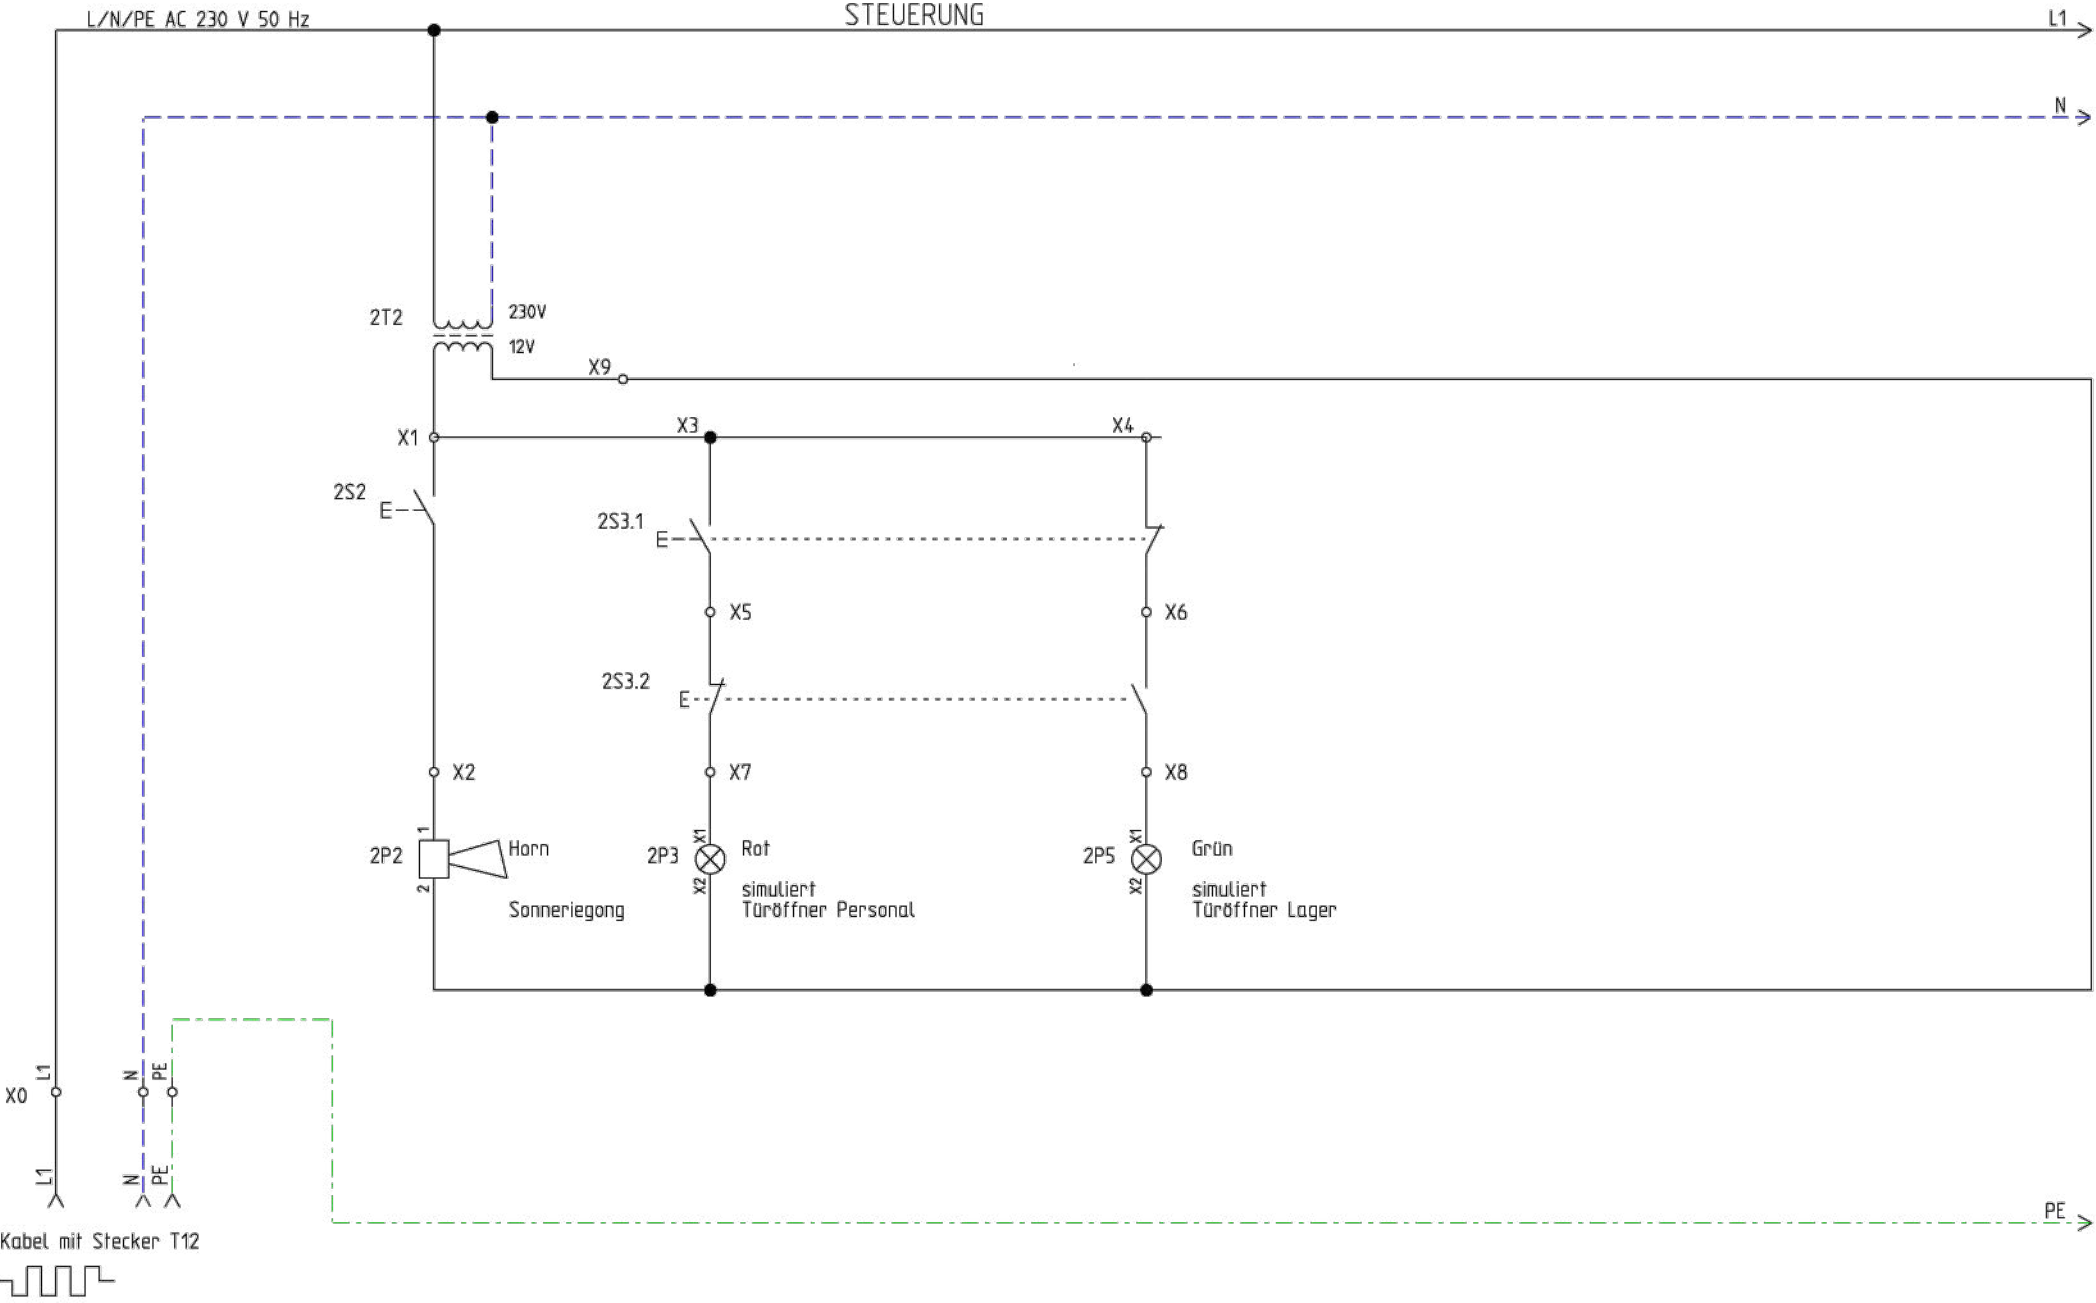 L/N/PE AC 230 V 50 Hz
STEUERUNG
L1
N
2T2
230V
12V
X9
X1
X3
X4
2S2
E
2S3.1
E
X5
X6
2S3.2
E
X2
X7
X8
1
2P2
Horn
2
Sonneriegong
X1
2P3
Rot
X2
simuliert
Türöffner Personal
X1
2P5
Grün
X2
simuliert
Türöffner Lager
L1
N
PE
X0
L1
N
PE
PE
Kabel mit Stecker T12